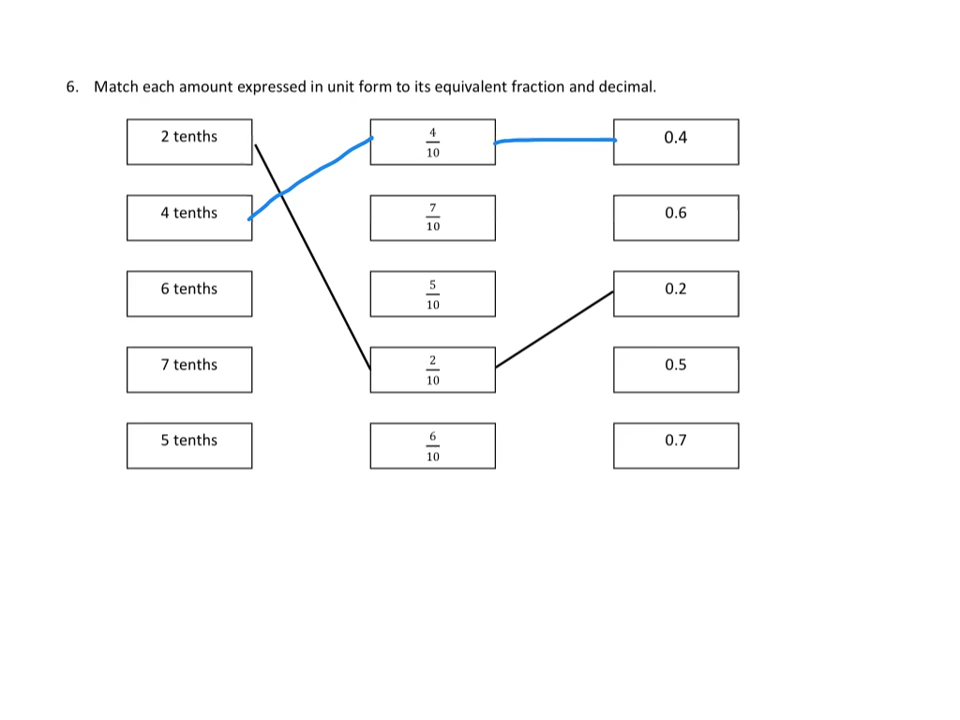 6. Match each amount expressed in unit form to its equivalent fraction and decimal.
2 tenths 4/10 0.4
4 tenths 7/10 0.6
6 tenths 5/10 0.2
7 tenths 2/10 0.5
5 tenths 6/10 0.7